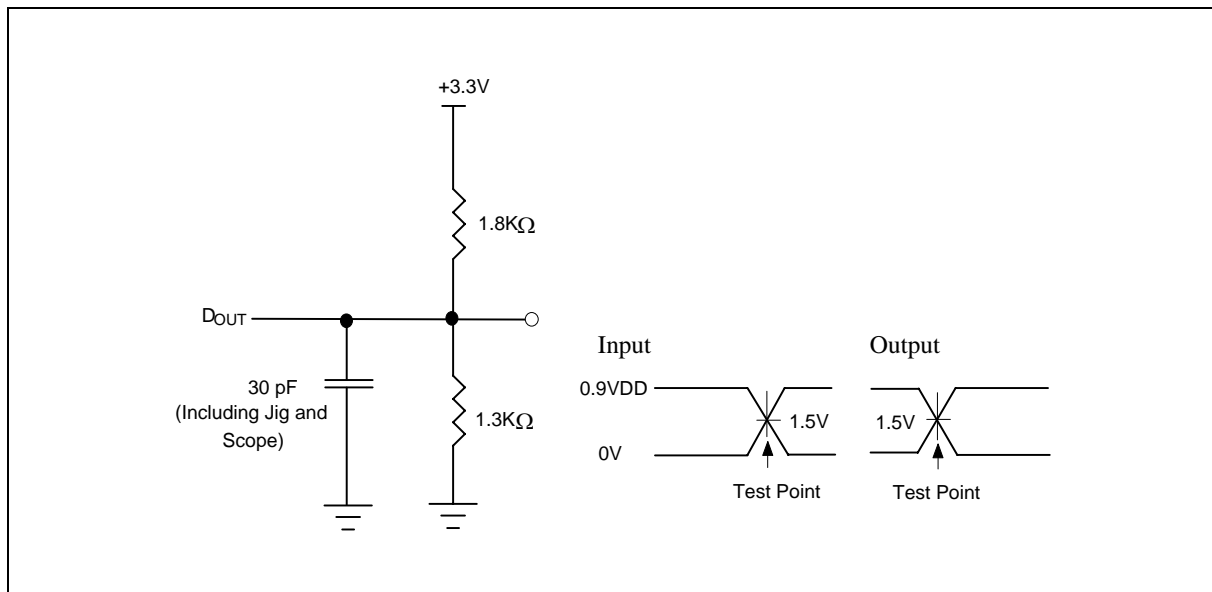 +3.3V
1.8KΩ
DOUT
30 pF
(Including Jig and
Scope)
1.3KΩ
Input
0.9VDD
0V
1.5V
Test Point
Output
1.5V
Test Point